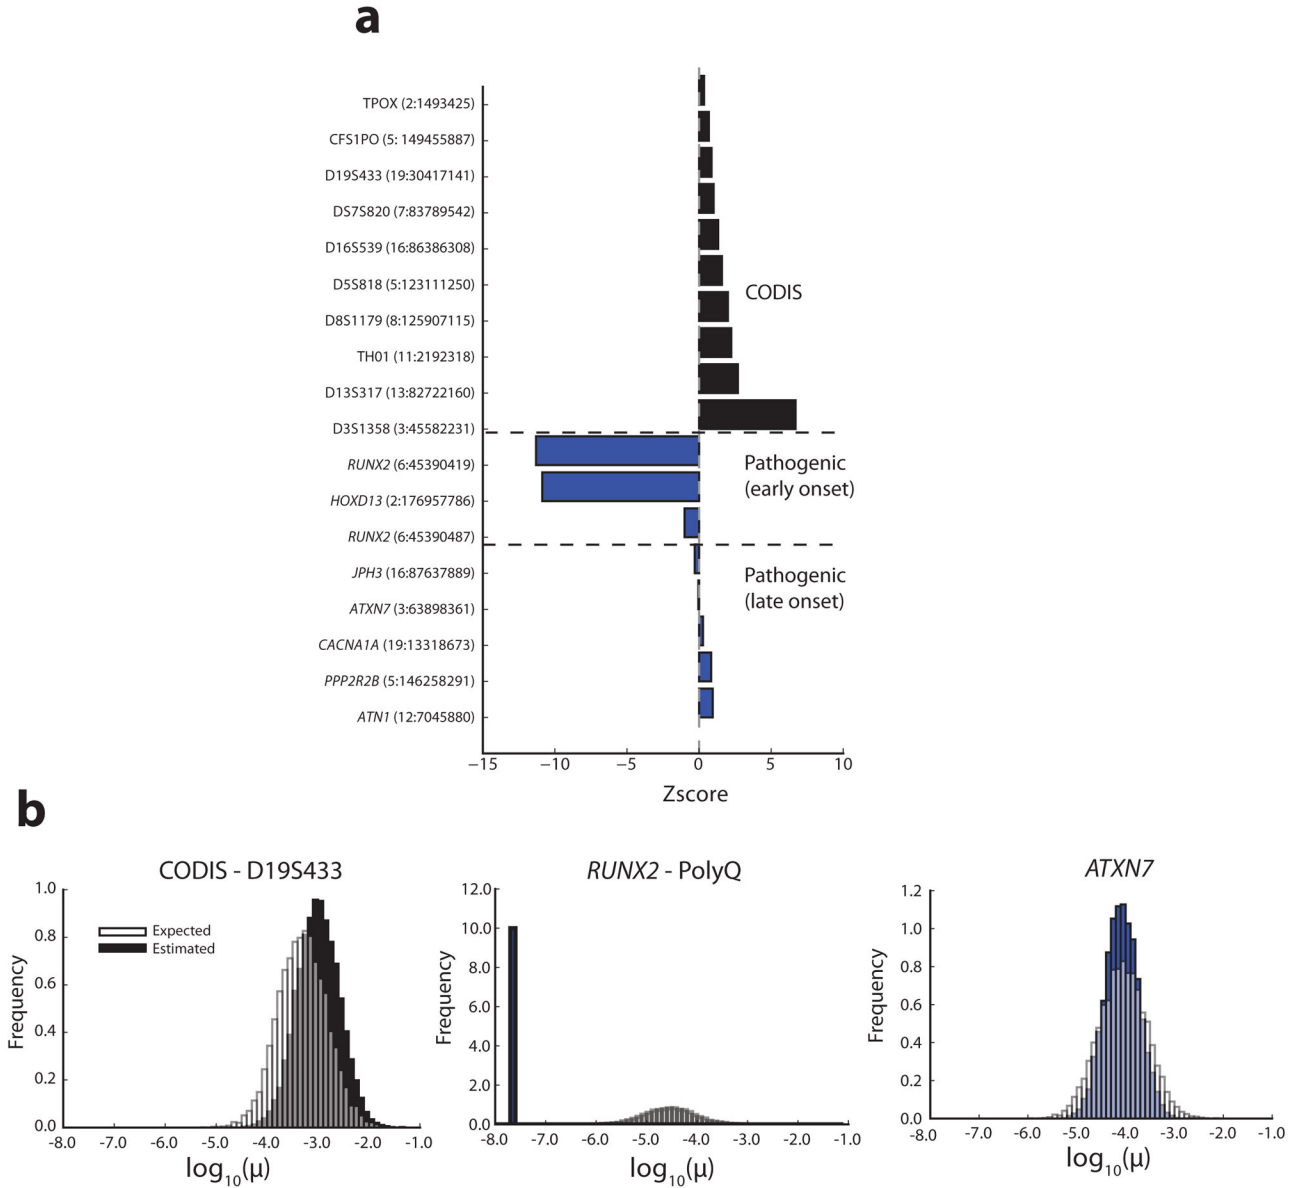 a
TPOX (2:1493425)
CFS1PO (5: 149455887)
D19S433 (19:30417141)
DS7S820 (7:83789542)
D16S539 (16:86386308)
D5S818 (5:123111250)
D8S1179 (8:125907115)
TH01 (11:2192318)
D13S317 (13:82722160)
D3S1358 (3:45582231)
CODIS
RUNX2 (6:45390419)
HOXD13 (2:176957786)
RUNX2 (6:45390487)
Pathogenic
(early onset)
JPH3 (16:87637889)
ATXN7 (3:63898361)
CACNA1A (19:13318673)
PPP2R2B (5:146258291)
ATN1 (12:7045880)
Pathogenic
(late onset)
−15 −10 −5 0 5 10
Zscore
b
CODIS - D19S433
1.0
0.8
0.6
0.4
0.2
0.0
Frequency
Expected
Estimated
-8.0 -7.0 -6.0 -5.0 -4.0 -3.0 -2.0 -1.0
log10(μ)
RUNX2 - PolyQ
12.0
10.0
12.0
6.0
4.0
2.0
0.0
Frequency
-8.0 -7.0 -6.0 -5.0 -4.0 -3.0 -2.0 -1.0
log10(μ)
ATXN7
1.2
1.0
0.8
0.6
0.4
0.2
0.0
Frequency
-8.0 -7.0 -6.0 -5.0 -4.0 -3.0 -2.0 -1.0
log10(μ)